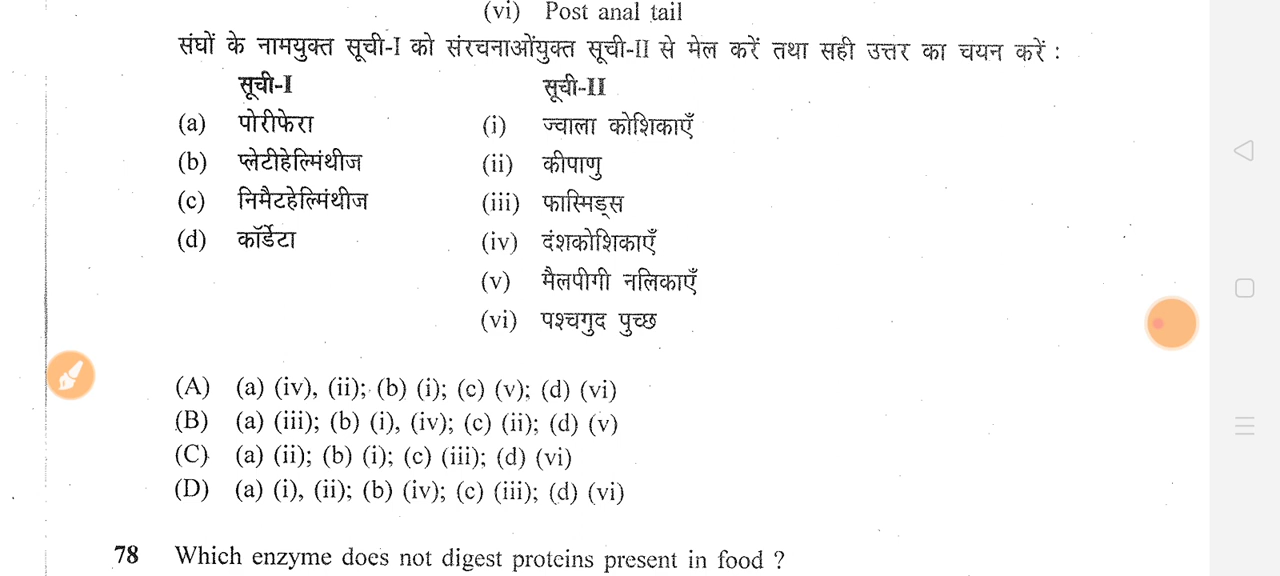 (vi) Post anal tail
संघों के नामयुक्त सूची-I को संरचनाओंयुक्त सूची-II से मेल करें तथा सही उत्तर का चयन करें :
सूची-I सूची-II
(a) पोरीफेरा (i) ज्वाला कोशिकाएँ
(b) प्लेटीहेल्मिंथीज (ii) कीपाणु
(c) निमैटहेल्मिंथीज (iii) फास्मिड्स
(d) कॉर्डेटा (iv) दंशकोशिकाएँ
(v) मैलपीगी नलिकाएँ
(vi) पश्चगुद पुच्छ
(A) (a) (iv), (ii); (b) (i); (c) (v); (d) (vi)
(B) (a) (iii); (b) (i), (iv); (c) (ii); (d) (v)
(C) (a) (ii); (b) (i); (c) (iii); (d) (vi)
(D) (a) (i), (ii); (b) (iv); (c) (iii); (d) (vi)
78 Which enzyme does not digest proteins present in food ?